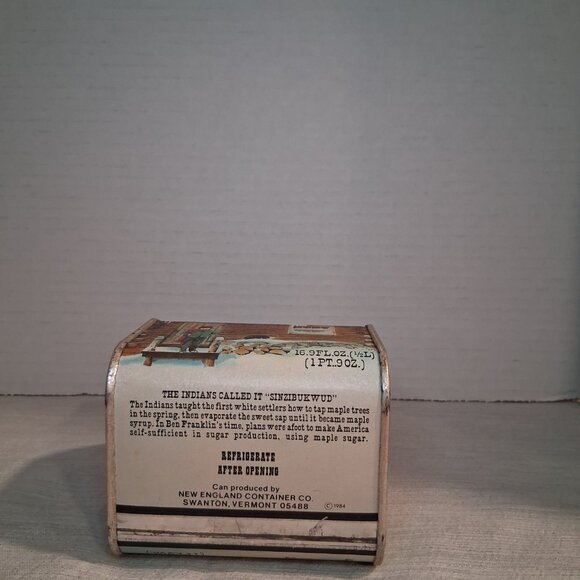 16.9 FL.OZ.(½L)
(1 PT..9 OZ.)
THE INDIANS CALLED IT "SINZIBUKWUD"
The Indians taught the first white settlers how to tap maple trees
in the spring, then evaporate the sweet sap until it became maple
syrup. In Ben Franklin's time, plans were afoot to make America
self-sufficient in sugar production, using maple sugar.
REFRIGERATE
AFTER OPENING
Can produced by
NEW ENGLAND CONTAINER CO.
SWANTON, VERMONT 05488 © 1984